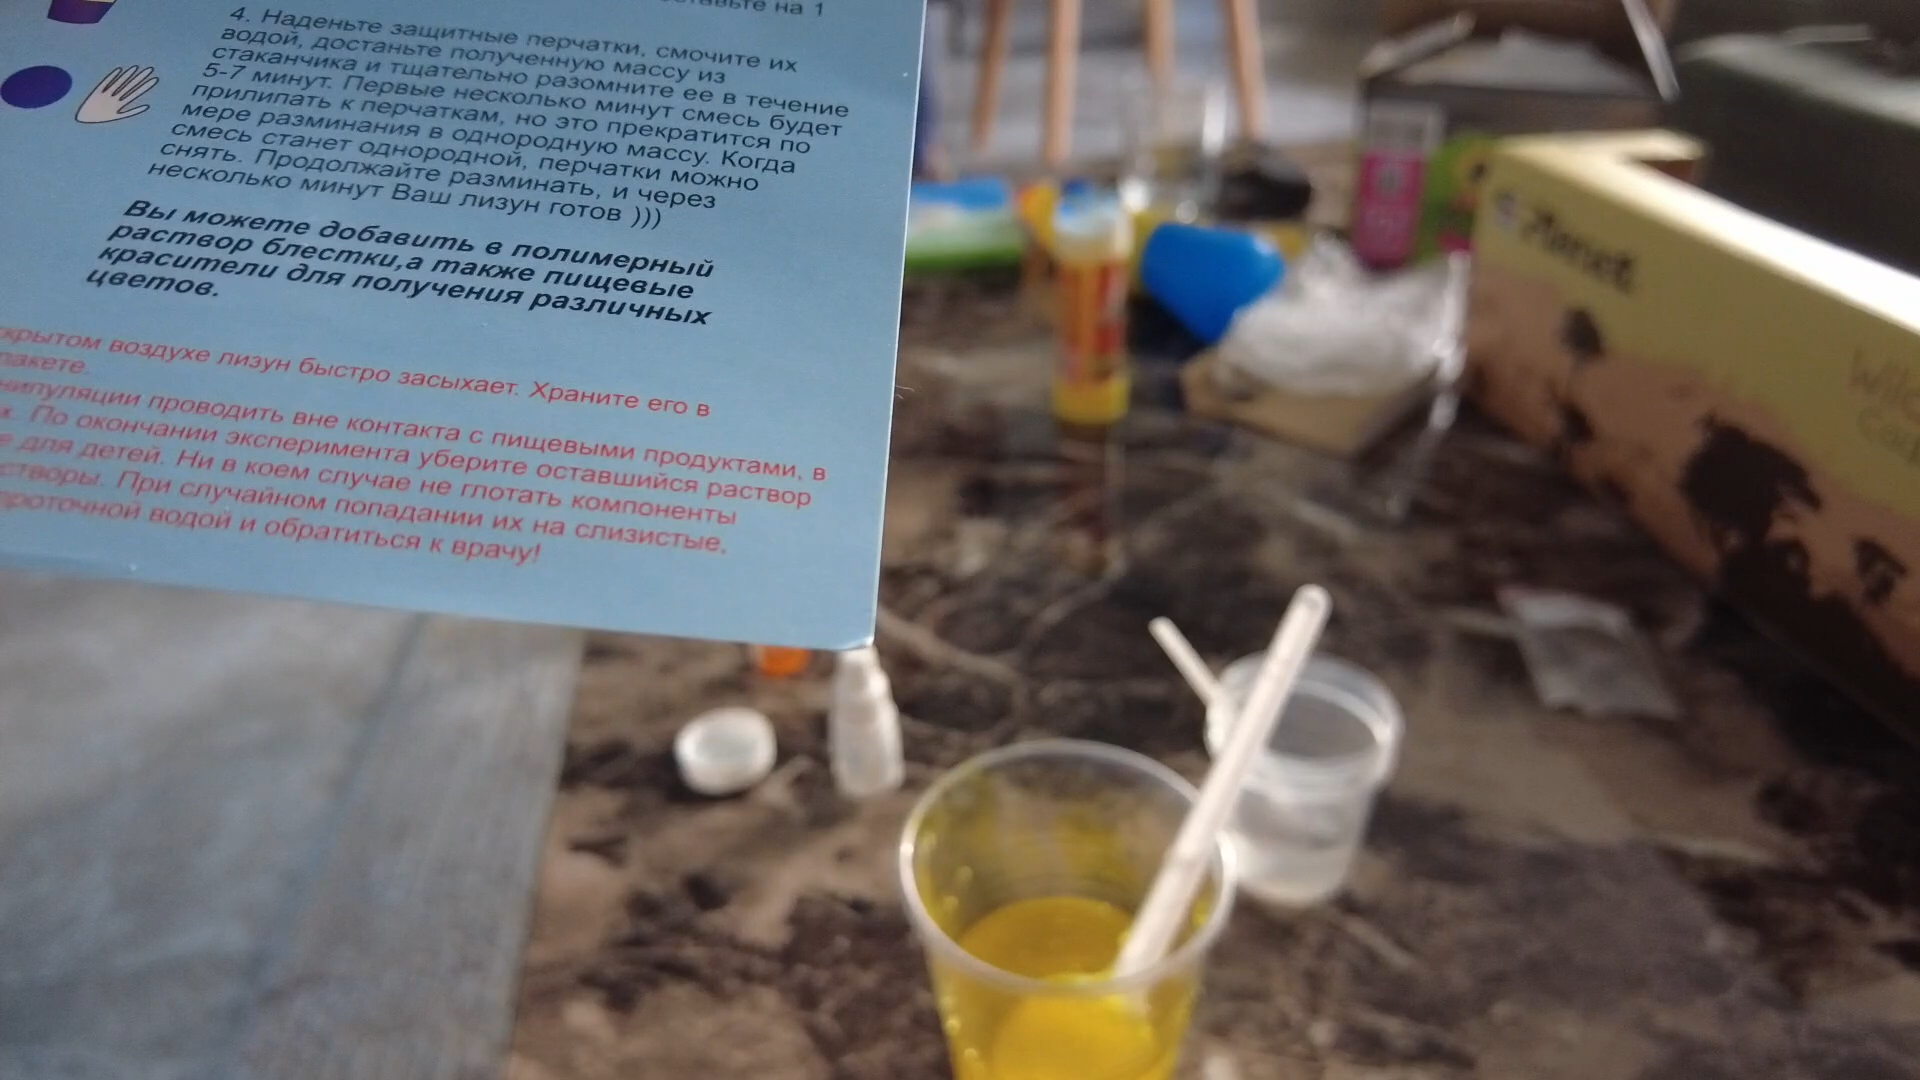 на 1
4. Наденьте защитные перчатки, смочите их
водой, достаньте полученную массу из
стаканчика и тщательно разомните ее в течение
5-7 минут. Первые несколько минут смесь будет
прилипать к перчаткам, но это прекратится по
мере разминания в однородную массу. Когда
смесь станет однородной, перчатки можно
снять. Продолжайте разминать, и через
несколько минут Ваш лизун готов )))
Вы можете добавить в полимерный
раствор блестки,а также пищевые
красители для получения различных
цветов.
крытом воздухе лизун быстро засыхает. Храните его в
пакете.
нипуляции проводить вне контакта с пищевыми продуктами, в
х. По окончании эксперимента уберите оставшийся раствор
е для детей. Ни в коем случае не глотать компоненты
створы. При случайном попадании их на слизистые,
проточной водой и обратиться к врачу!